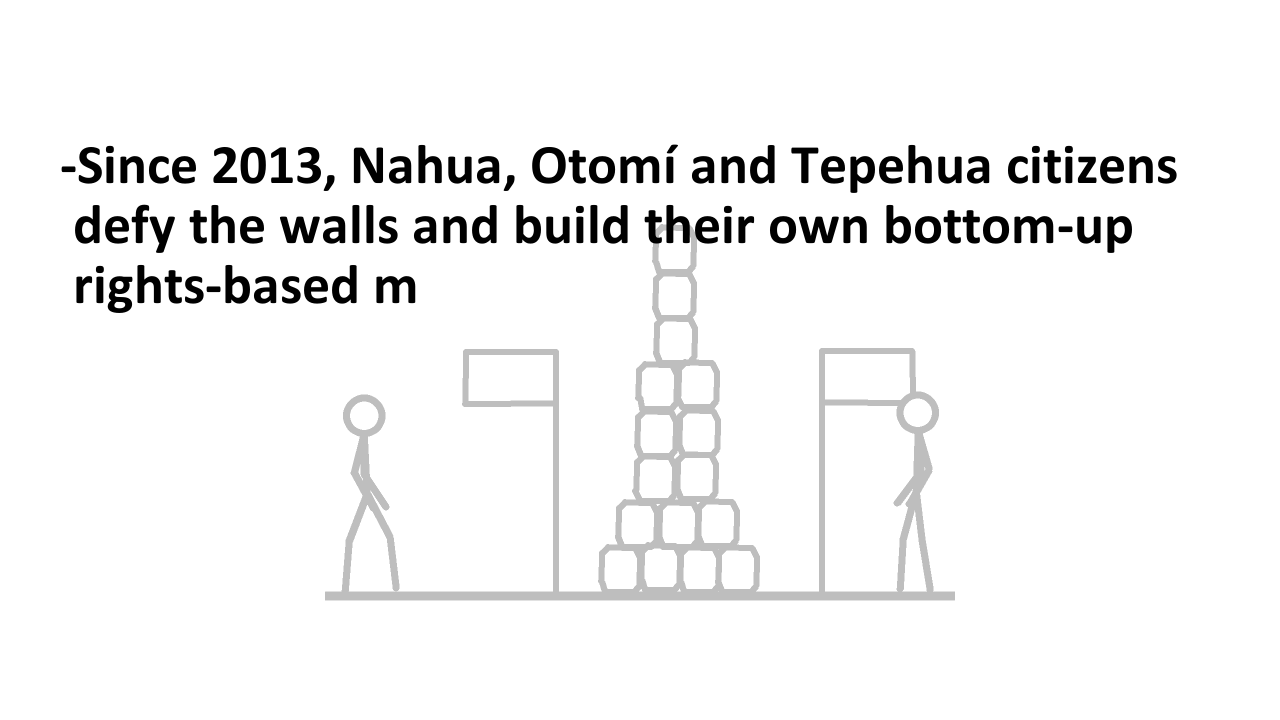 -Since 2013, Nahua, Otomí and Tepehua citizens
defy the walls and build their own bottom-up
rights-based m